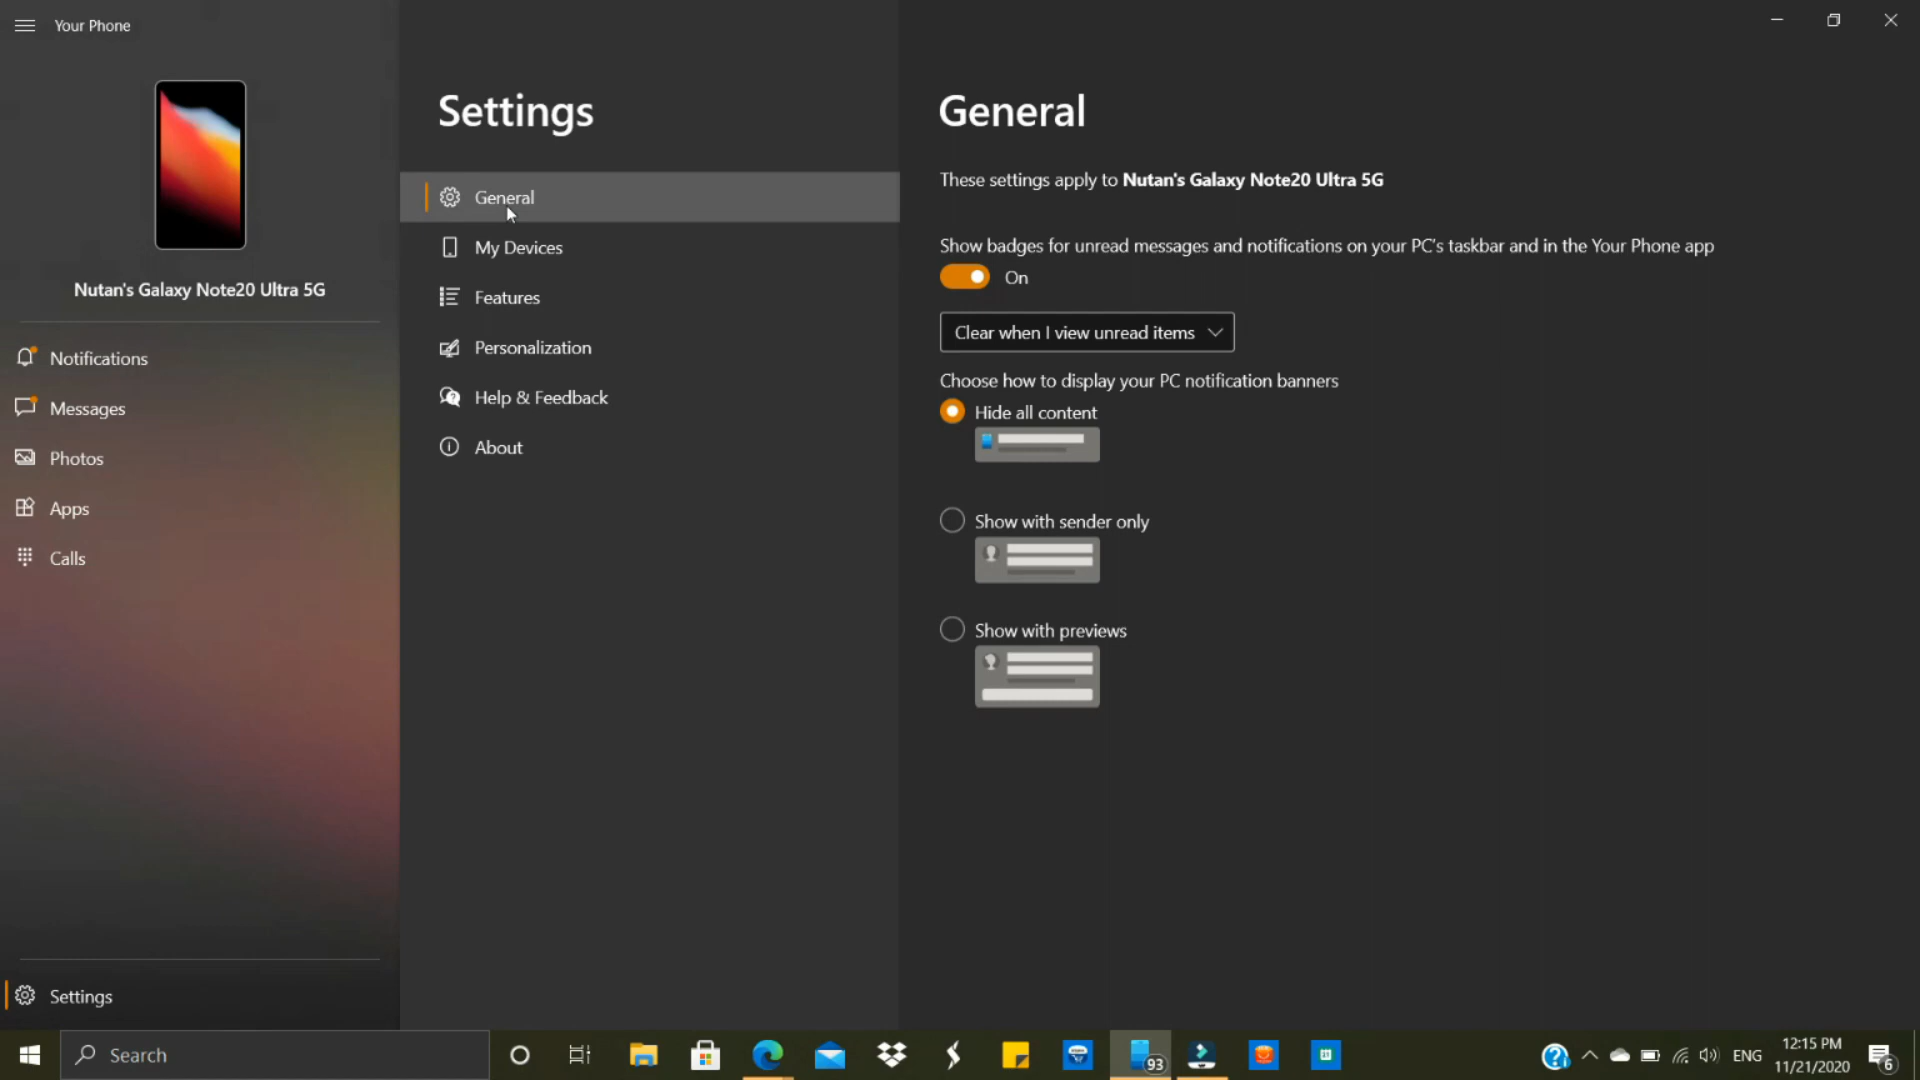 Your Phone
Nutan's Galaxy Note20 Ultra 5G
Notifications
Messages
Photos
Apps
Calls
Settings
Settings
General
My Devices
Features
Personalization
Help & Feedback
About
General
These settings apply to Nutan's Galaxy Note20 Ultra 5G
Show badges for unread messages and notifications on your PC's taskbar and in the Your Phone app
On
Clear when I view unread items
Choose how to display your PC notification banners
Hide all content
Show with sender only
Show with previews
Search
93
ENG
12:15 PM
11/21/2020
6